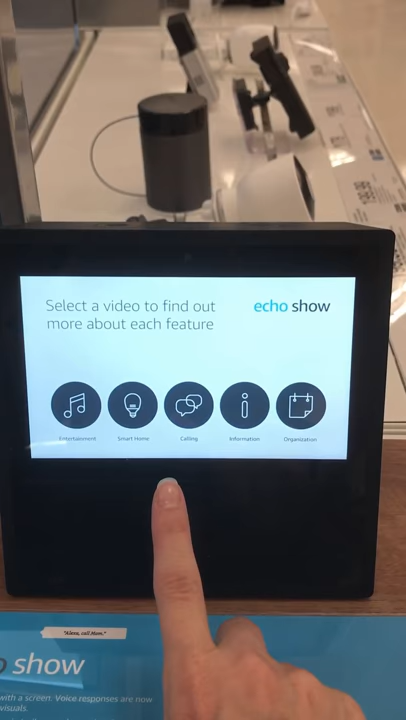 Select a video to find out
more about each feature
echo show
Entertainment
Smart Home
Calling
Information
Organization
"Alexa, call Mom."
show
with a screen. Voice responses are now
visuals.